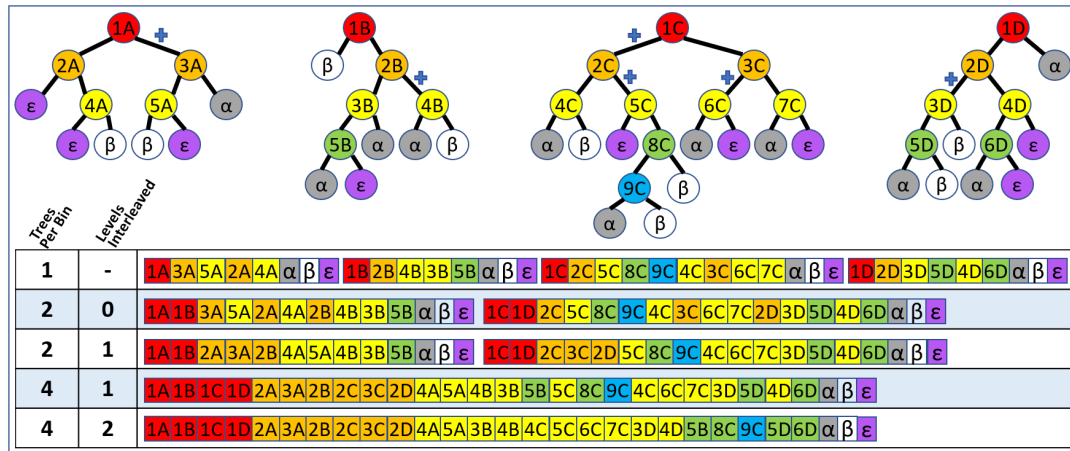 1A + 1B + 1C 1D
2A 3A β 2B + 2C + + 3C + 2D α
ε 4A 5A α 3B 4B 4C 5C 6C 7C 3D 4D
ε β β ε 5B α α β α β ε 8C α ε α ε 5D β 6D ε
α ε 9C β α β α ε
α β
Trees
Per Bin
Levels
Interleaved
1 - 1A 3A 5A 2A 4A α β ε 1B 2B 4B 3B 5B α β ε 1C 2C 5C 8C 9C 4C 3C 6C 7C α β ε 1D 2D 3D 5D 4D 6D α β ε
2 0 1A 1B 3A 5A 2A 4A 2B 4B 3B 5B α β ε 1C 1D 2C 5C 8C 9C 4C 3C 6C 7C 2D 3D 5D 4D 6D α β ε
2 1 1A 1B 2A 3A 2B 4A 5A 4B 3B 5B α β ε 1C 1D 2C 3C 2D 5C 8C 9C 4C 6C 7C 3D 5D 4D 6D α β ε
4 1 1A 1B 1C 1D 2A 3A 2B 2C 3C 2D 4A 5A 4B 3B 5B 5C 8C 9C 4C 6C 7C 3D 5D 4D 6D α β ε
4 2 1A 1B 1C 1D 2A 3A 2B 2C 3C 2D 4A 5A 3B 4B 4C 5C 6C 7C 3D 4D 5B 8C 9C 5D 6D α β ε